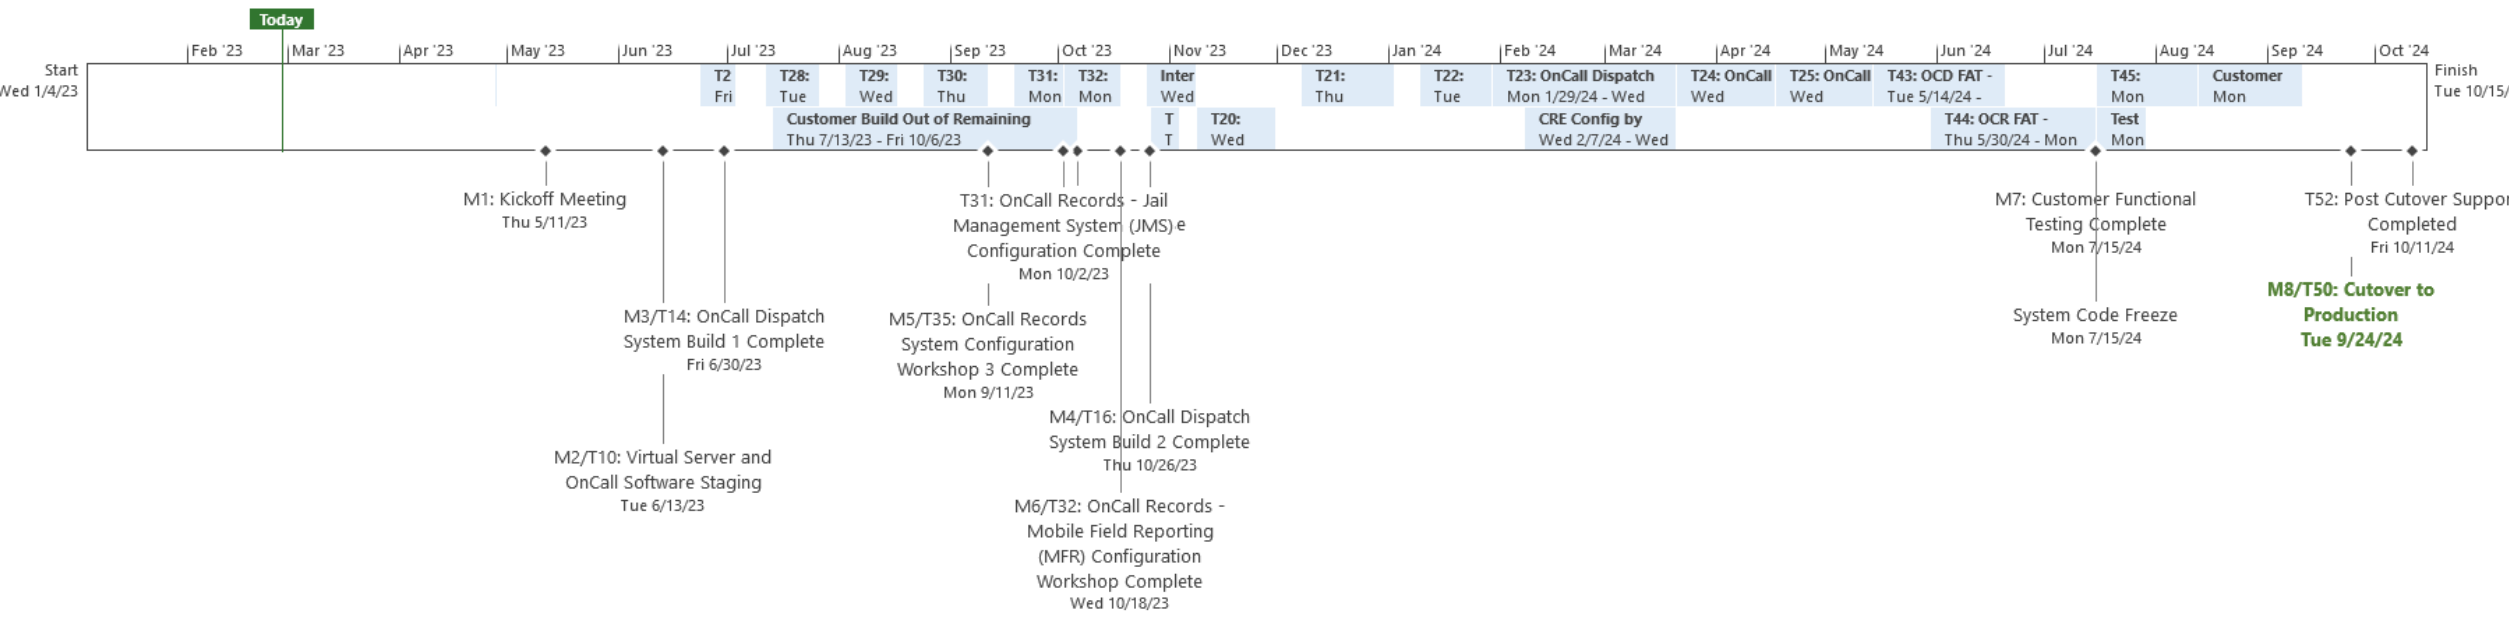 Today
Feb '23
Mar '23
Apr '23
May '23
Jun '23
Jul '23
Aug '23
Sep '23
Oct '23
Nov '23
Dec '23
Jan '24
Feb '24
Mar '24
Apr '24
May '24
Jun '24
Jul '24
Aug '24
Sep '24
Oct '24
Start
Wed 1/4/23
T2
Fri
T28:
Tue
T29:
Wed
T30:
Thu
T31:
Mon
T32:
Mon
Inter
Wed
T21:
Thu
T22:
Tue
T23: OnCall Dispatch
Mon 1/29/24 - Wed
T24: OnCall
Wed
T25: OnCall
Wed
T43: OCD FAT -
Tue 5/14/24 -
T45:
Mon
Customer
Mon
Finish
Tue 10/15/
Customer Build Out of Remaining
Thu 7/13/23 - Fri 10/6/23
T
T
T20:
Wed
CRE Config by
Wed 2/7/24 - Wed
T44: OCR FAT -
Thu 5/30/24 - Mon
Test
Mon
M1: Kickoff Meeting
Thu 5/11/23
T31: OnCall Records - Jail
Management System (JMS) e
Configuration Complete
Mon 10/2/23
M7: Customer Functional
Testing Complete
Mon 7/15/24
T52: Post Cutover Suppor
Completed
Fri 10/11/24
M3/T14: OnCall Dispatch
System Build 1 Complete
Fri 6/30/23
M5/T35: OnCall Records
System Configuration
Workshop 3 Complete
Mon 9/11/23
System Code Freeze
Mon 7/15/24
M8/T50: Cutover to
Production
Tue 9/24/24
M4/T16: OnCall Dispatch
System Build 2 Complete
Thu 10/26/23
M2/T10: Virtual Server and
OnCall Software Staging
Tue 6/13/23
M6/T32: OnCall Records -
Mobile Field Reporting
(MFR) Configuration
Workshop Complete
Wed 10/18/23